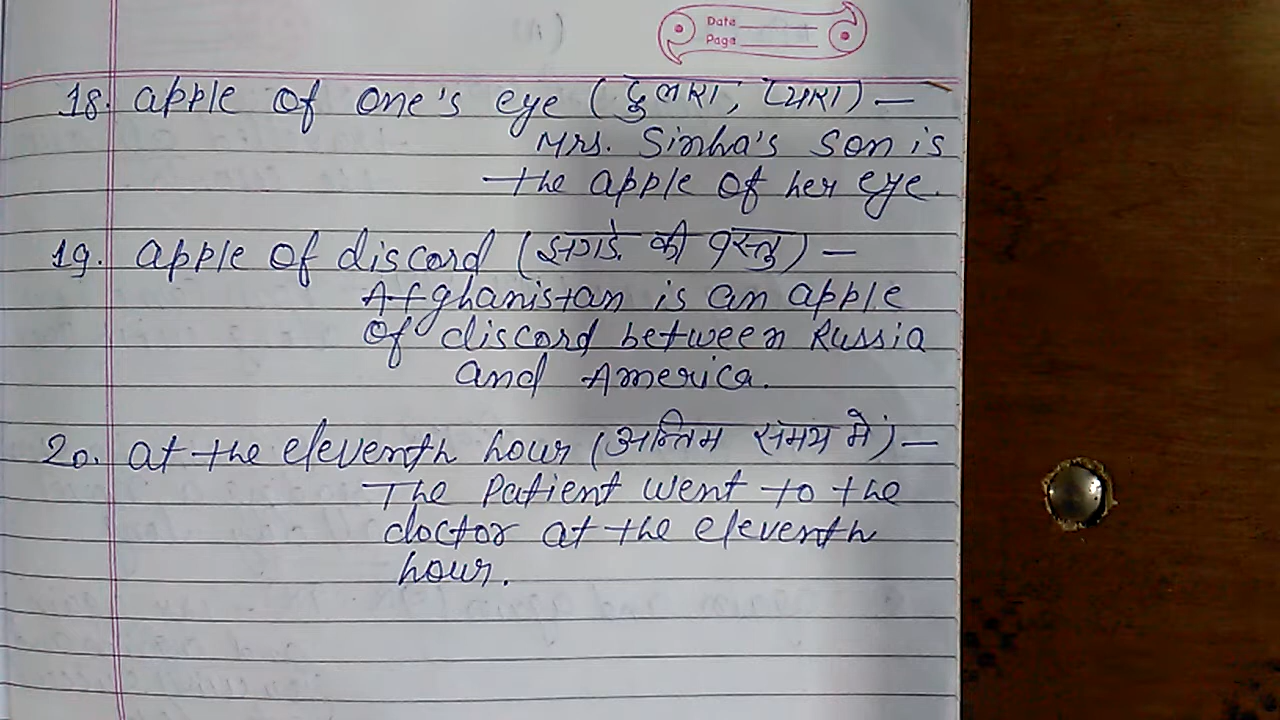 Date
Page
18. apple of one's eye (दुलारा, प्यारा) –
Mrs. Sinha's son is
the apple of her eye.
19. apple of discord (झगड़े की वस्तु) –
Afghanistan is an apple
of discord between Russia
and America.
20. at the eleventh hour (अन्तिम समय में) –
The Patient went to the
doctor at the eleventh
hour.